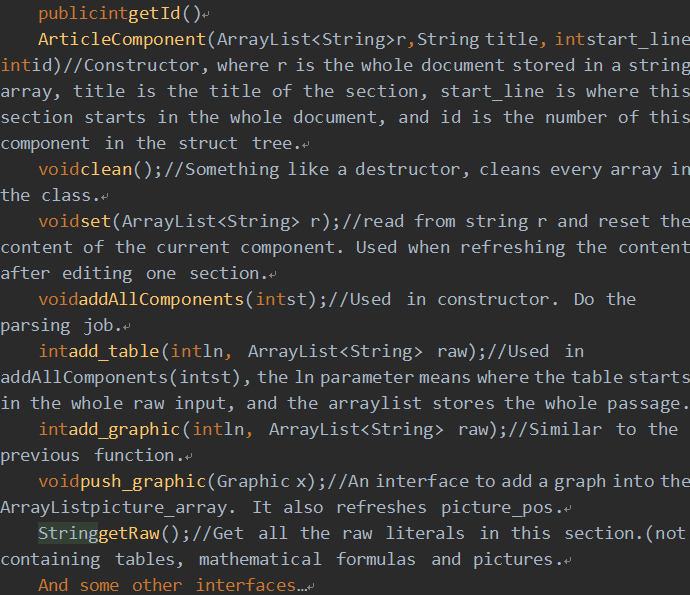 publicintgetId()
ArticleComponent(ArrayList<String>r,String title, intstart_line
intid)//Constructor, where r is the whole document stored in a string
array, title is the title of the section, start_line is where this
section starts in the whole document, and id is the number of this
component in the struct tree.
voidclean();//Something like a destructor, cleans every array in
the class.
voidset(ArrayList<String> r);//read from string r and reset the
content of the current component. Used when refreshing the content
after editing one section.
voidaddAllComponents(intst);//Used in constructor. Do the
parsing job.
intadd_table(intln, ArrayList<String> raw);//Used in
addAllComponents(intst), the ln parameter means where the table starts
in the whole raw input, and the arraylist stores the whole passage.
intadd_graphic(intln, ArrayList<String> raw);//Similar to the
previous function.
voidpush_graphic(Graphic x);//An interface to add a graph into the
ArrayListpicture_array. It also refreshes picture_pos.
StringgetRaw();//Get all the raw literals in this section.(not
containing tables, mathematical formulas and pictures.
And some other interfaces…